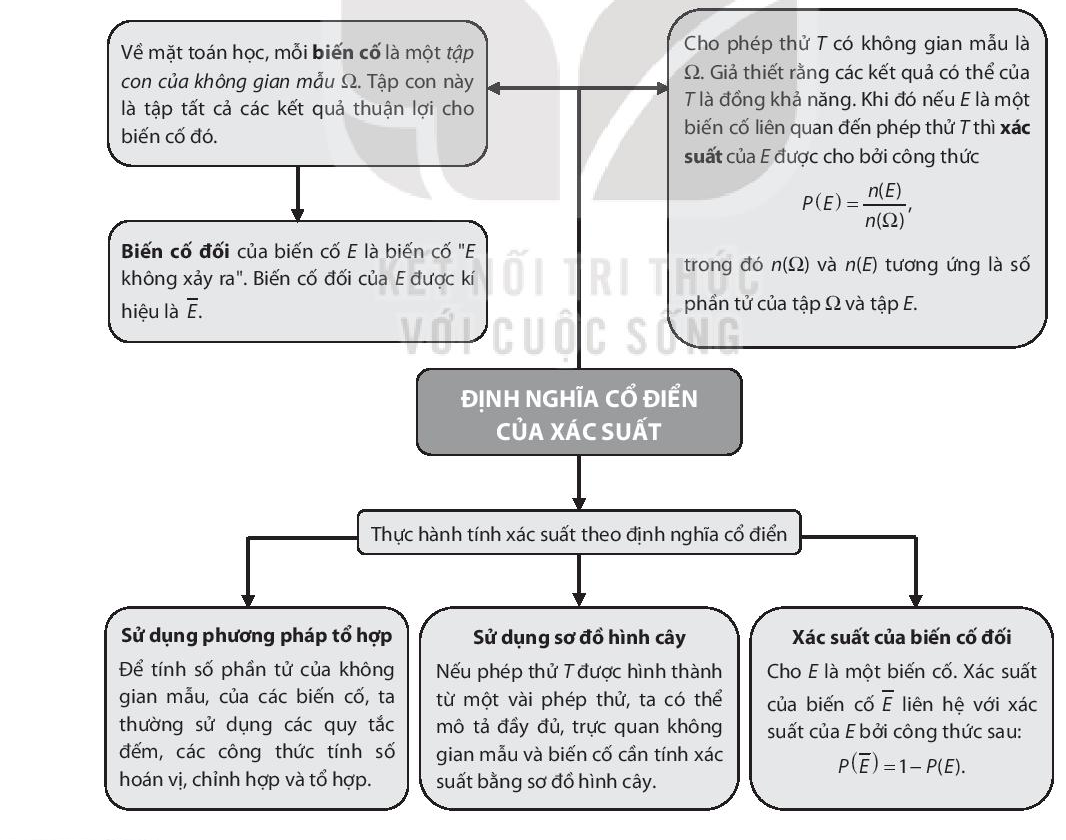 Về mặt toán học, mỗi biến cố là một tập
con của không gian mẫu Ω. Tập con này
là tập tất cả các kết quả thuận lợi cho
biến cố đó.
Cho phép thử T có không gian mẫu là
Ω. Giả thiết rằng các kết quả có thể của
T là đồng khả năng. Khi đó nếu E là một
biến cố liên quan đến phép thử T thì xác
suất của E được cho bởi công thức
P(E) = n(E)/n(Ω),
trong đó n(Ω) và n(E) tương ứng là số
phần tử của tập Ω và tập E.
Biến cố đối của biến cố E là biến cố "E
không xảy ra". Biến cố đối của E được kí
hiệu là E̅.
KẾT NỐI TRI THỨC
VỚI CUỘC SỐNG
ĐỊNH NGHĨA CỔ ĐIỂN
CỦA XÁC SUẤT
Thực hành tính xác suất theo định nghĩa cổ điển
Sử dụng phương pháp tổ hợp
Để tính số phần tử của không
gian mẫu, của các biến cố, ta
thường sử dụng các quy tắc
đếm, các công thức tính số
hoán vị, chỉnh hợp và tổ hợp.
Sử dụng sơ đồ hình cây
Nếu phép thử T được hình thành
từ một vài phép thử, ta có thể
mô tả đầy đủ, trực quan không
gian mẫu và biến cố cần tính xác
suất bằng sơ đồ hình cây.
Xác suất của biến cố đối
Cho E là một biến cố. Xác suất
của biến cố E̅ liên hệ với xác
suất của E bởi công thức sau:
P(E̅) = 1 – P(E).